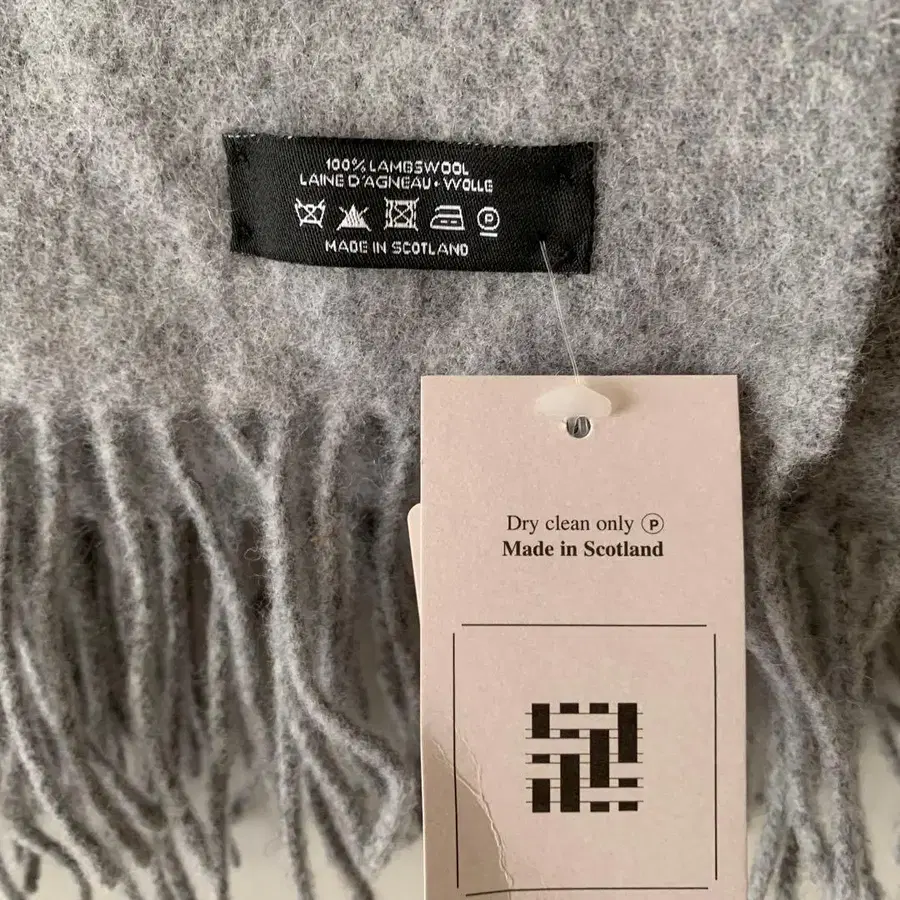 100% LAMBSWOOL
LAINE D'AGNEAU • WOLLE
P
MADE IN SCOTLAND
Dry clean only Ⓟ
Made in Scotland